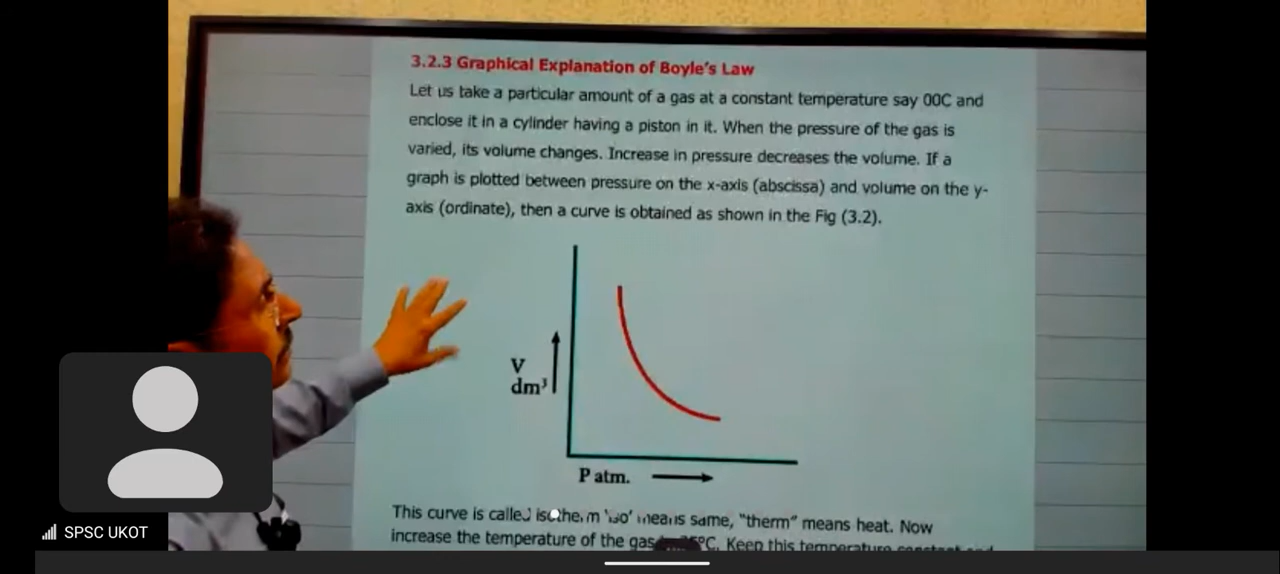 3.2.3 Graphical Explanation of Boyle's Law
Let us take a particular amount of a gas at a constant temperature say 00C and
enclose it in a cylinder having a piston in it. When the pressure of the gas is
varied, its volume changes. Increase in pressure decreases the volume. If a
graph is plotted between pressure on the x-axis (abscissa) and volume on the y-
axis (ordinate), then a curve is obtained as shown in the Fig (3.2).
V
dm³
P atm.
This curve is called isotherm 'iso' means same, "therm" means heat. Now
increase the temperature of the gas °C. Keep this temperature constant and
SPSC UKOT